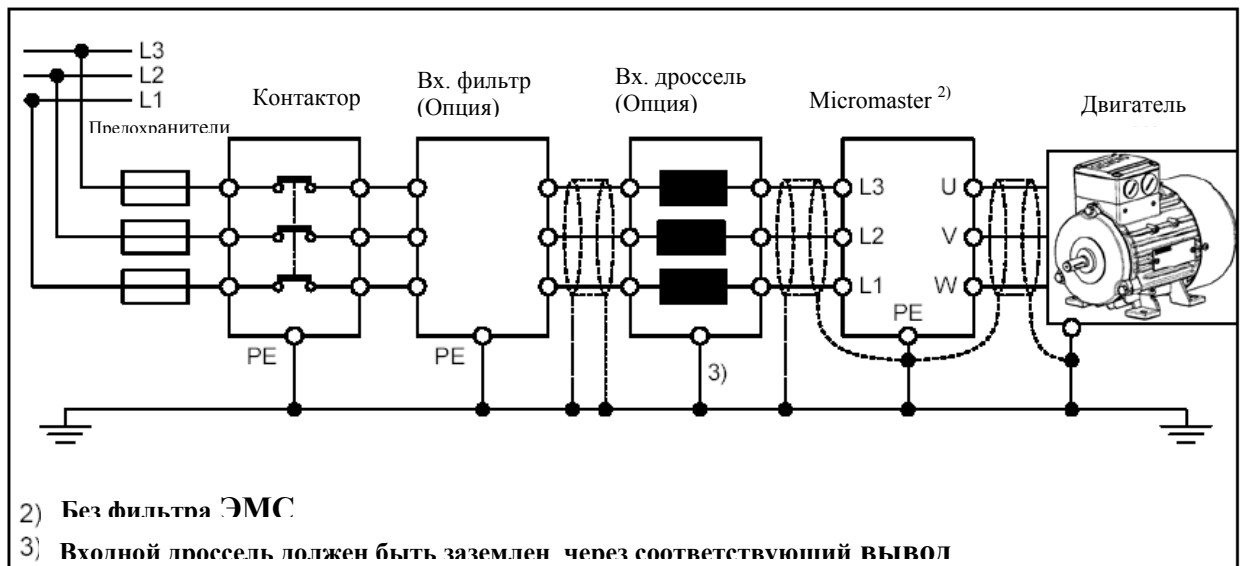 L3
L2
L1
Предохранители
Контактор
Вх. фильтр
(Опция)
Вх. дроссель
(Опция)
Micromaster 2)
Двигатель
L3
U
L2
V
L1
W
PE
PE
PE
3)
2) Без фильтра ЭМС
3) Входной дроссель должен быть заземлен через соответствующий вывод